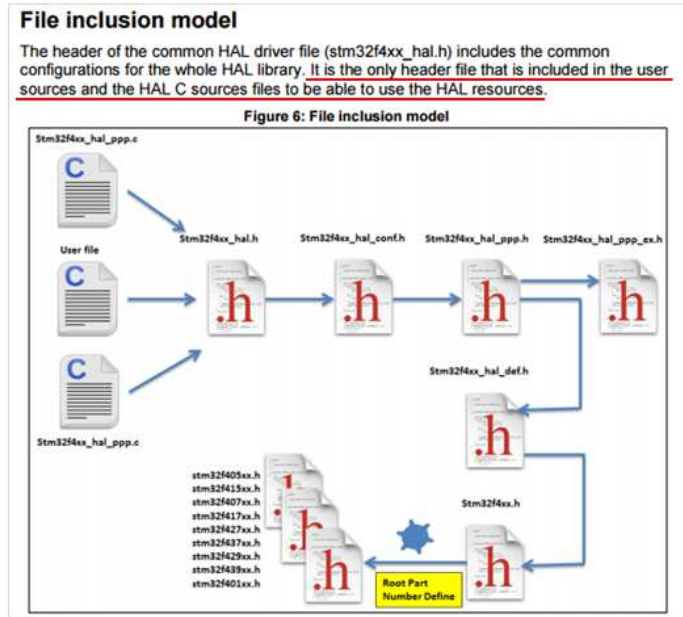 File inclusion model
The header of the common HAL driver file (stm32f4xx_hal.h) includes the common
configurations for the whole HAL library. It is the only header file that is included in the user
sources and the HAL C sources files to be able to use the HAL resources.
Figure 6: File inclusion model
Stm32f4xx_hal_ppp.c
C
User file
Stm32f4xx_hal.h
Stm32f4xx_hal_conf.h
Stm32f4xx_hal_ppp.h
Stm32f4xx_hal_ppp_ex.h
C
.h
.h
.h
.h
C
Stm32f4xx_hal_ppp.c
Stm32f4xx_hal_def.h
.h
stm32f405xx.h
stm32f415xx.h
stm32f407xx.h
stm32f417xx.h
stm32f427xx.h
stm32f437xx.h
stm32f429xx.h
stm32f439xx.h
stm32f401xx.h
.h
Stm32f4xx.h
.h
Root Part
Number Define